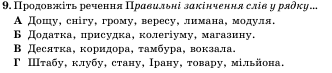 9. Продовжіть речення Правильні закінчення слів у рядку...
А Дощу, снігу, грому, вересу, лимана, модуля.
Б Додатка, присудка, колегіуму, магазину.
В Десятка, коридора, тамбура, вокзала.
Г Штабу, клубу, стану, Ірану, товару, мільйона.